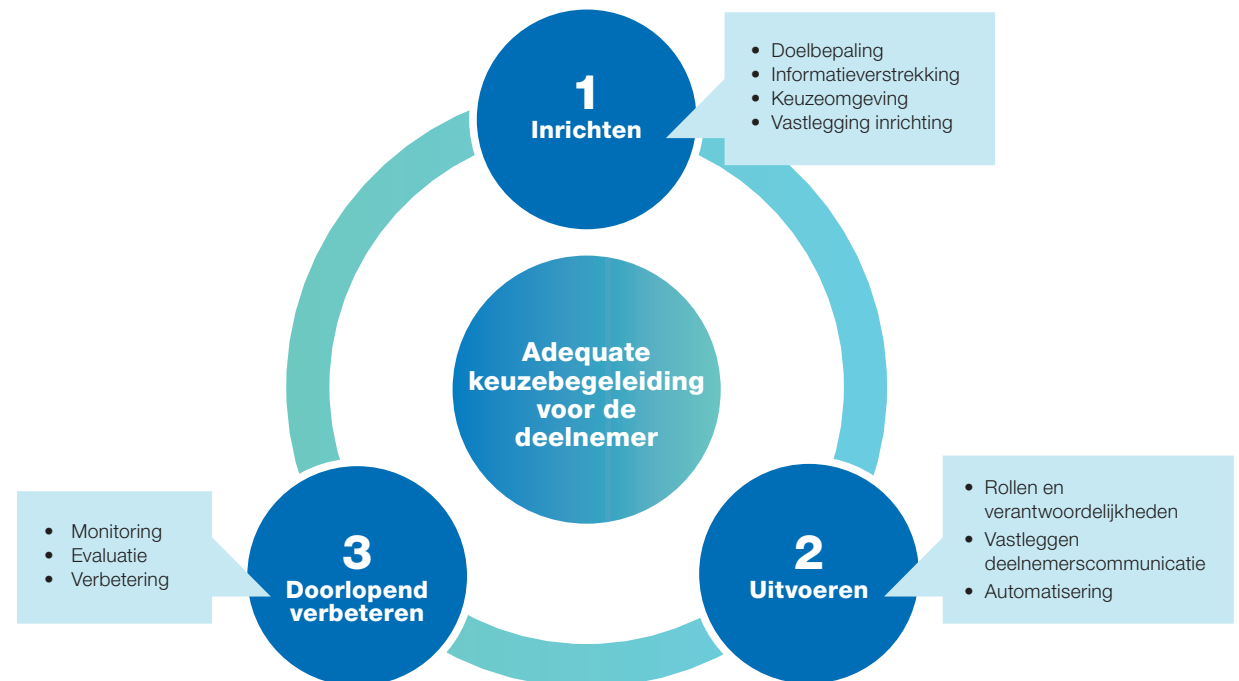 1
Inrichten
• Doelbepaling
• Informatieverstrekking
• Keuzeomgeving
• Vastlegging inrichting
Adequate
keuzebegeleiding
voor de
deelnemer
2
Uitvoeren
• Rollen en
verantwoordelijkheden
• Vastleggen
deelnemerscommunicatie
• Automatisering
3
Doorlopend
verbeteren
• Monitoring
• Evaluatie
• Verbetering